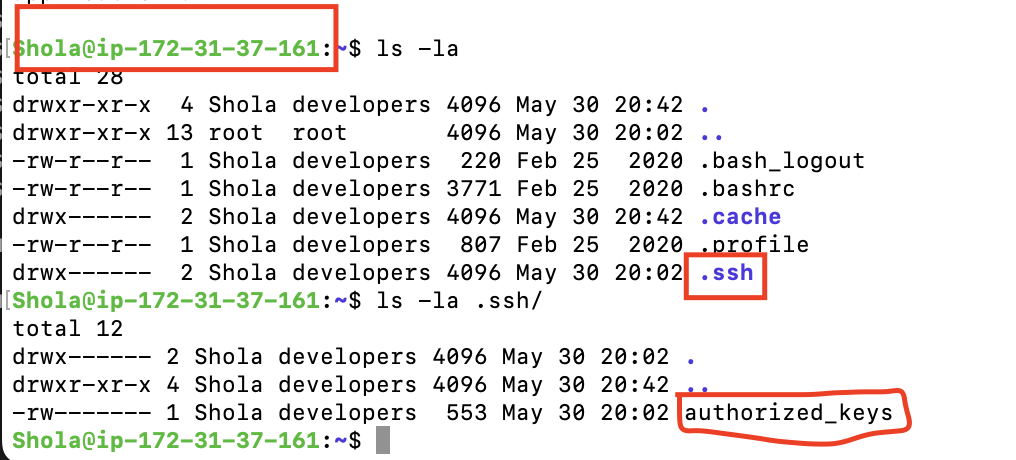 Shola@ip-172-31-37-161:~$ ls -la
total 28
drwxr-xr-x  4 Shola developers 4096 May 30 20:42 .
drwxr-xr-x 13 root  root       4096 May 30 20:02 ..
-rw-r--r--  1 Shola developers  220 Feb 25  2020 .bash_logout
-rw-r--r--  1 Shola developers 3771 Feb 25  2020 .bashrc
drwx------  2 Shola developers 4096 May 30 20:42 .cache
-rw-r--r--  1 Shola developers  807 Feb 25  2020 .profile
drwx------  2 Shola developers 4096 May 30 20:02 .ssh
Shola@ip-172-31-37-161:~$ ls -la .ssh/
total 12
drwx------ 2 Shola developers 4096 May 30 20:02 .
drwxr-xr-x 4 Shola developers 4096 May 30 20:42 ..
-rw------- 1 Shola developers  553 May 30 20:02 authorized_keys
Shola@ip-172-31-37-161:~$